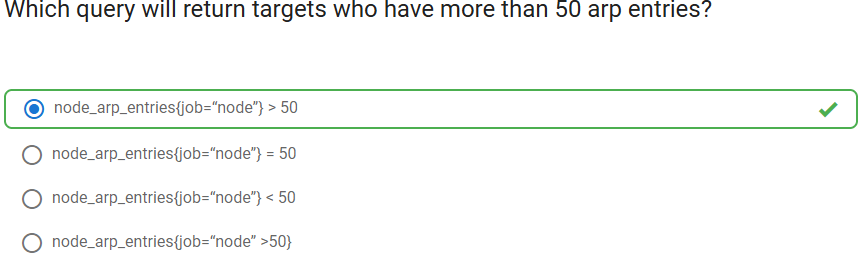 Which query will return targets who have more than 50 arp entries?
node_arp_entries{job=“node”} > 50
node_arp_entries{job=“node”} = 50
node_arp_entries{job=“node”} < 50
node_arp_entries{job=“node” >50}